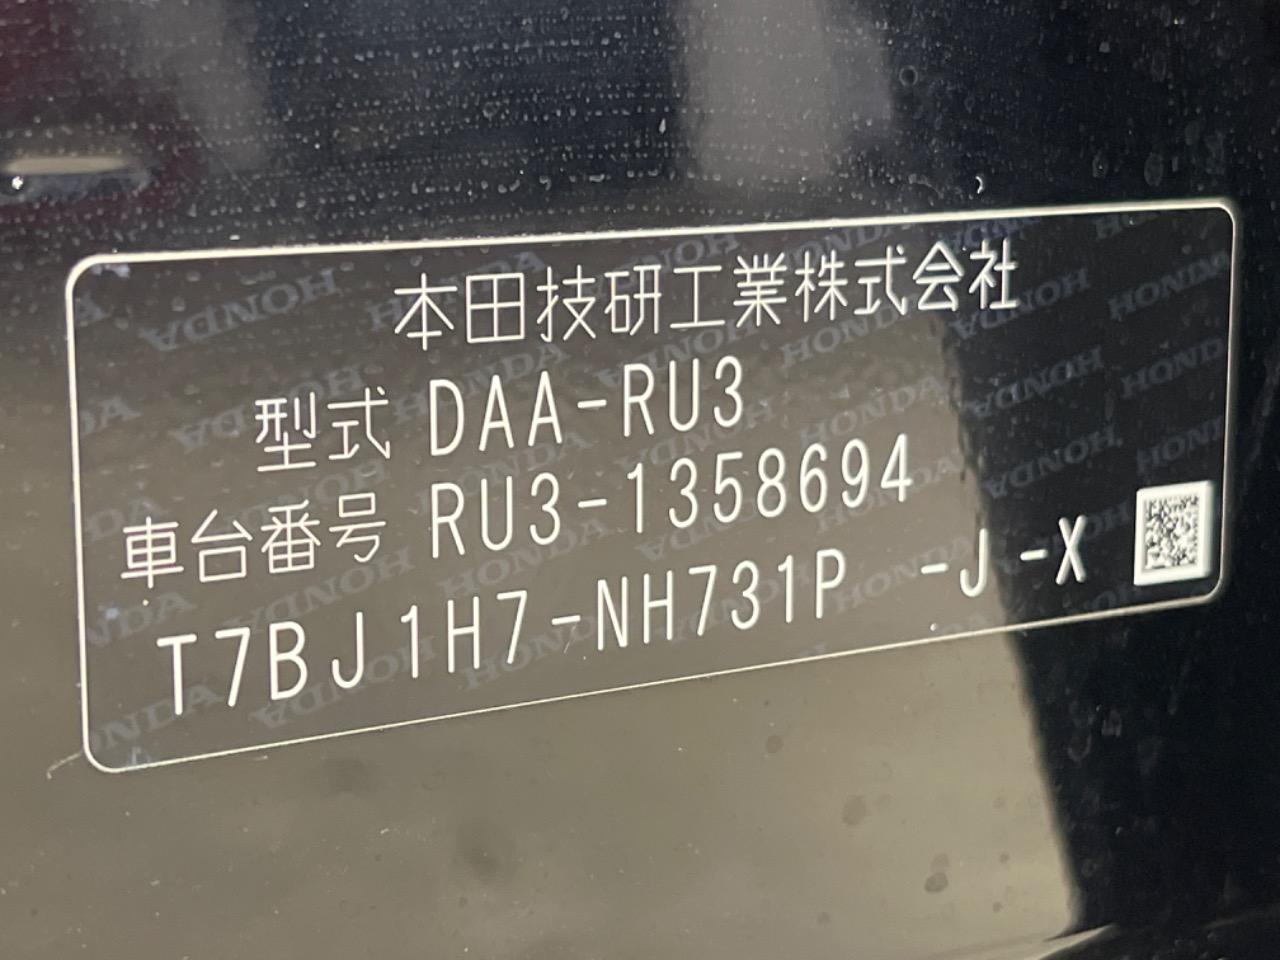 本田技研工業株式会社
型式 DAA-RU3
車台番号 RU3-1358694
T7BJ1H7-NH731P -J-X